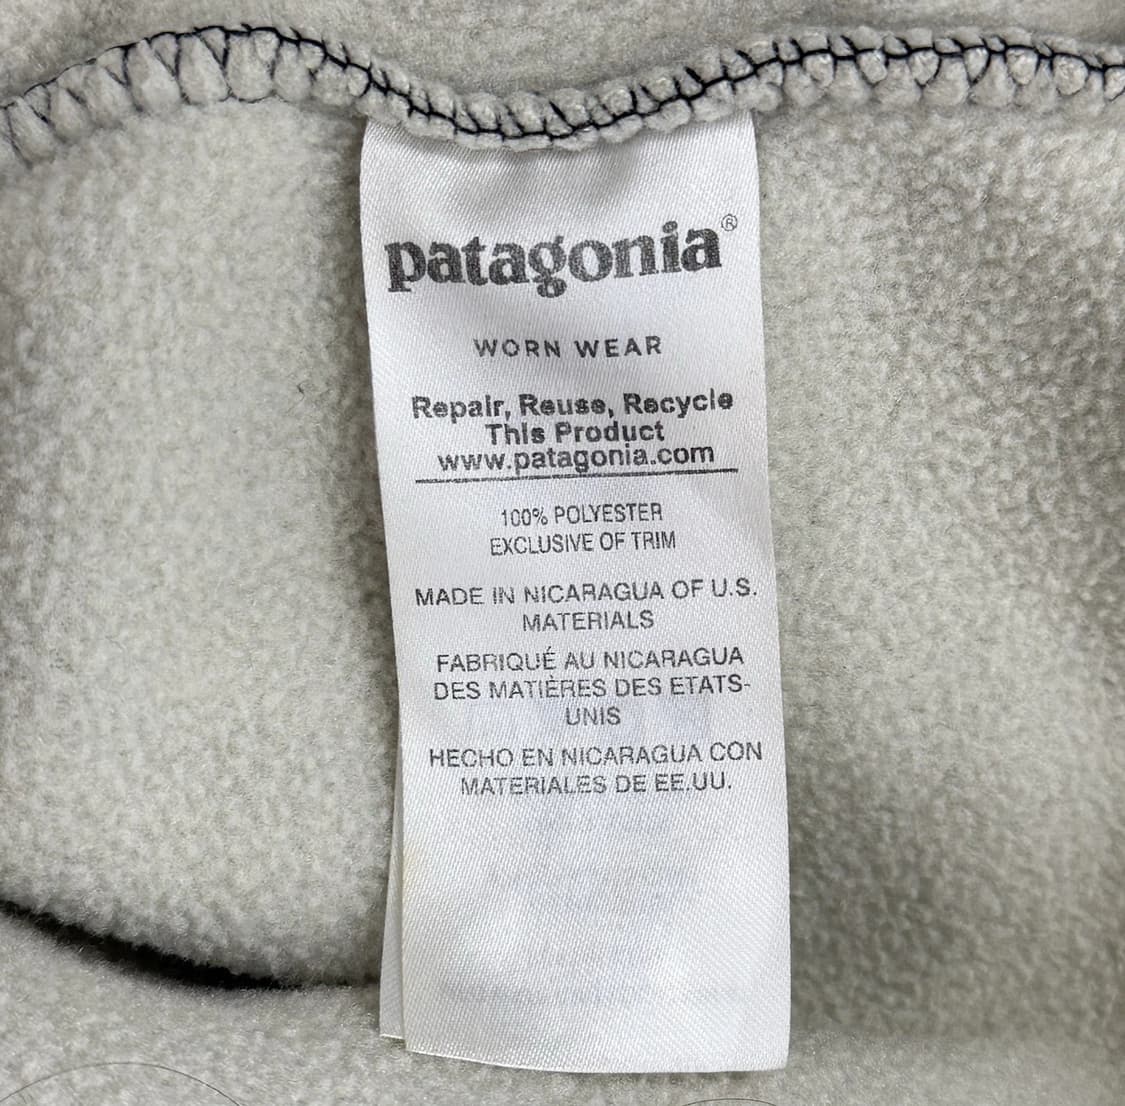 patagonia®
WORN WEAR
Repair, Reuse, Recycle
This Product
www.patagonia.com
100% POLYESTER
EXCLUSIVE OF TRIM
MADE IN NICARAGUA OF U.S.
MATERIALS
FABRIQUÉ AU NICARAGUA
DES MATIÈRES DES ETATS-
UNIS
HECHO EN NICARAGUA CON
MATERIALES DE EE.UU.